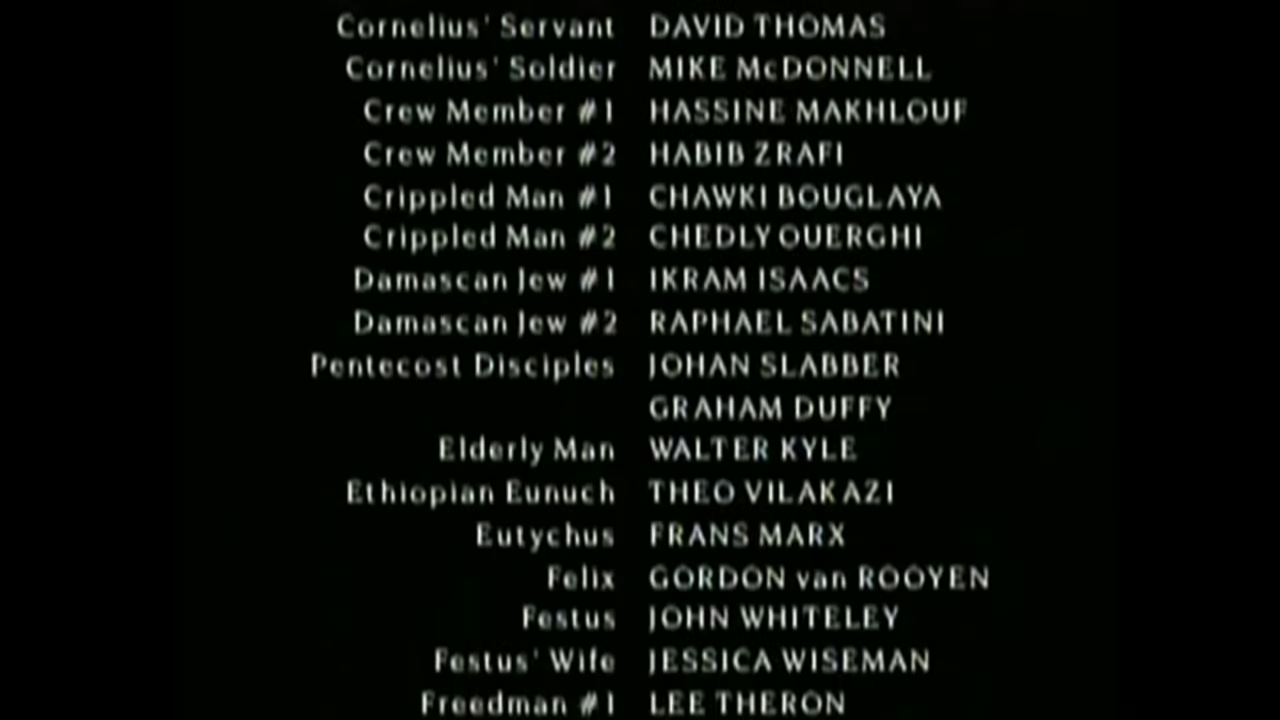 Cornelius' Servant DAVID THOMAS
Cornelius' Soldier MIKE McDONNELL
Crew Member #1 HASSINE MAKHLOUF
Crew Member #2 HABIB ZRAFI
Crippled Man #1 CHAWKI BOUGLAYA
Crippled Man #2 CHEDLY OUERGHI
Damascan Jew #1 IKRAM ISAACS
Damascan Jew #2 RAPHAEL SABATINI
Pentecost Disciples JOHAN SLABBER
GRAHAM DUFFY
Elderly Man WALTER KYLE
Ethiopian Eunuch THEO VILAKAZI
Eutychus FRANS MARX
Felix GORDON van ROOYEN
Festus JOHN WHITELEY
Festus' Wife JESSICA WISEMAN
Freedman #1 LEE THERON